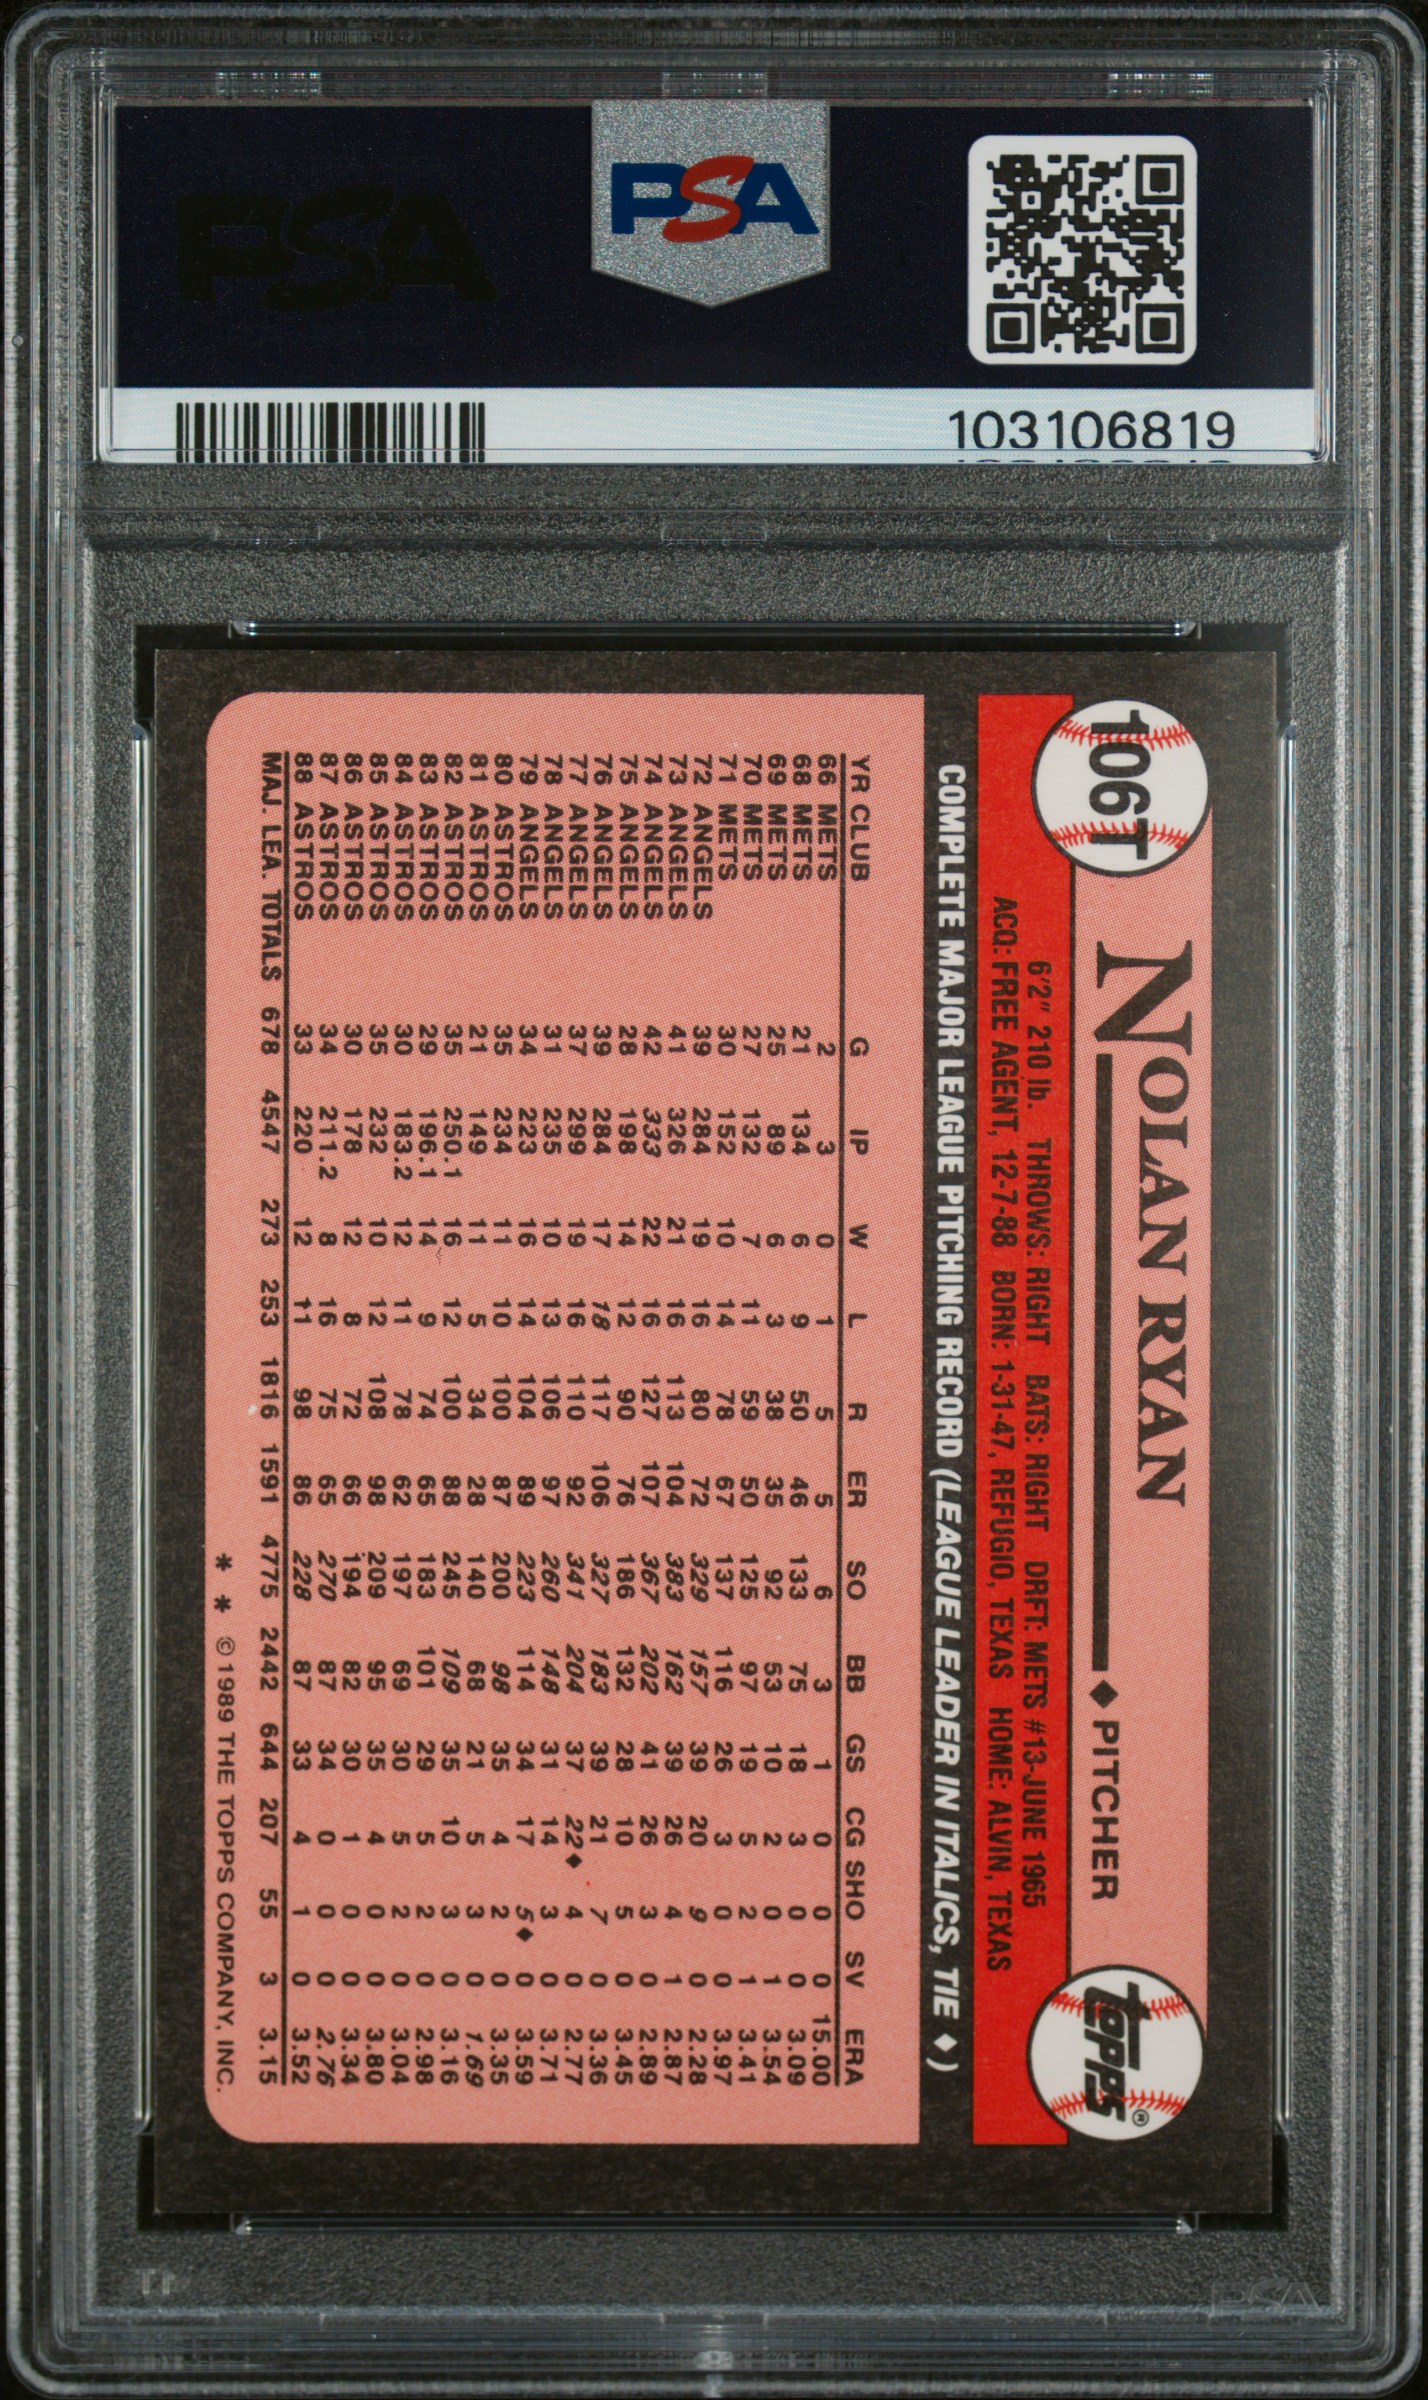 PSA
PSA
103106819
106T
NOLAN RYAN ◆ PITCHER
Topps®
6'2" 210 lb. THROWS: RIGHT BATS: RIGHT DRFT: METS #13-JUNE 1965
ACQ: FREE AGENT, 12-7-88 BORN: 1-31-47, REFUGIO, TEXAS HOME: ALVIN, TEXAS
COMPLETE MAJOR LEAGUE PITCHING RECORD (LEAGUE LEADER IN ITALICS, TIE ◆)
YR CLUB G IP W L R ER SO BB GS CG SHO SV ERA
66 METS 2 3 0 1 5 5 6 3 1 0 0 0 15.00
68 METS 21 134 6 9 50 46 133 75 18 3 0 0 3.09
69 METS 25 89 6 3 38 35 92 53 10 2 0 1 3.54
70 METS 27 132 7 11 59 50 125 97 19 5 2 1 3.41
71 METS 30 152 10 14 78 67 137 116 26 3 0 0 3.97
72 ANGELS 39 284 19 16 80 72 329 157 39 20 9 0 2.28
73 ANGELS 41 326 21 16 113 104 383 162 39 26 4 1 2.87
74 ANGELS 42 333 22 16 127 107 367 202 41 26 3 0 2.89
75 ANGELS 28 198 14 12 90 76 186 132 28 10 5 0 3.45
76 ANGELS 39 284 17 18 117 106 327 183 39 21 7 0 3.36
77 ANGELS 37 299 19 16 110 92 341 204 37 22◆ 4 0 2.77
78 ANGELS 31 235 10 13 106 97 260 148 31 14 3 0 3.71
79 ANGELS 34 223 16 14 104 89 223 114 34 17 5◆ 0 3.59
80 ASTROS 35 234 11 10 100 87 200 98 35 4 2 0 3.35
81 ASTROS 21 149 11 5 34 28 140 68 21 5 3 0 1.69
82 ASTROS 35 250.1 16 12 100 88 245 109 35 10 3 0 3.16
83 ASTROS 29 196.1 14 9 74 65 183 101 29 5 2 0 2.98
84 ASTROS 30 183.2 12 11 78 62 197 69 30 5 2 0 3.04
85 ASTROS 35 232 10 12 108 98 209 95 35 4 0 0 3.80
86 ASTROS 30 178 12 8 72 66 194 82 30 1 0 0 3.34
87 ASTROS 34 211.2 8 16 75 65 270 87 34 0 0 0 2.76
88 ASTROS 33 220 12 11 98 86 228 87 33 4 1 0 3.52
MAJ. LEA. TOTALS 678 4547 273 253 1816 1591 4775 2442 644 207 55 3 3.15
* * © 1989 THE TOPPS COMPANY, INC.
PSA